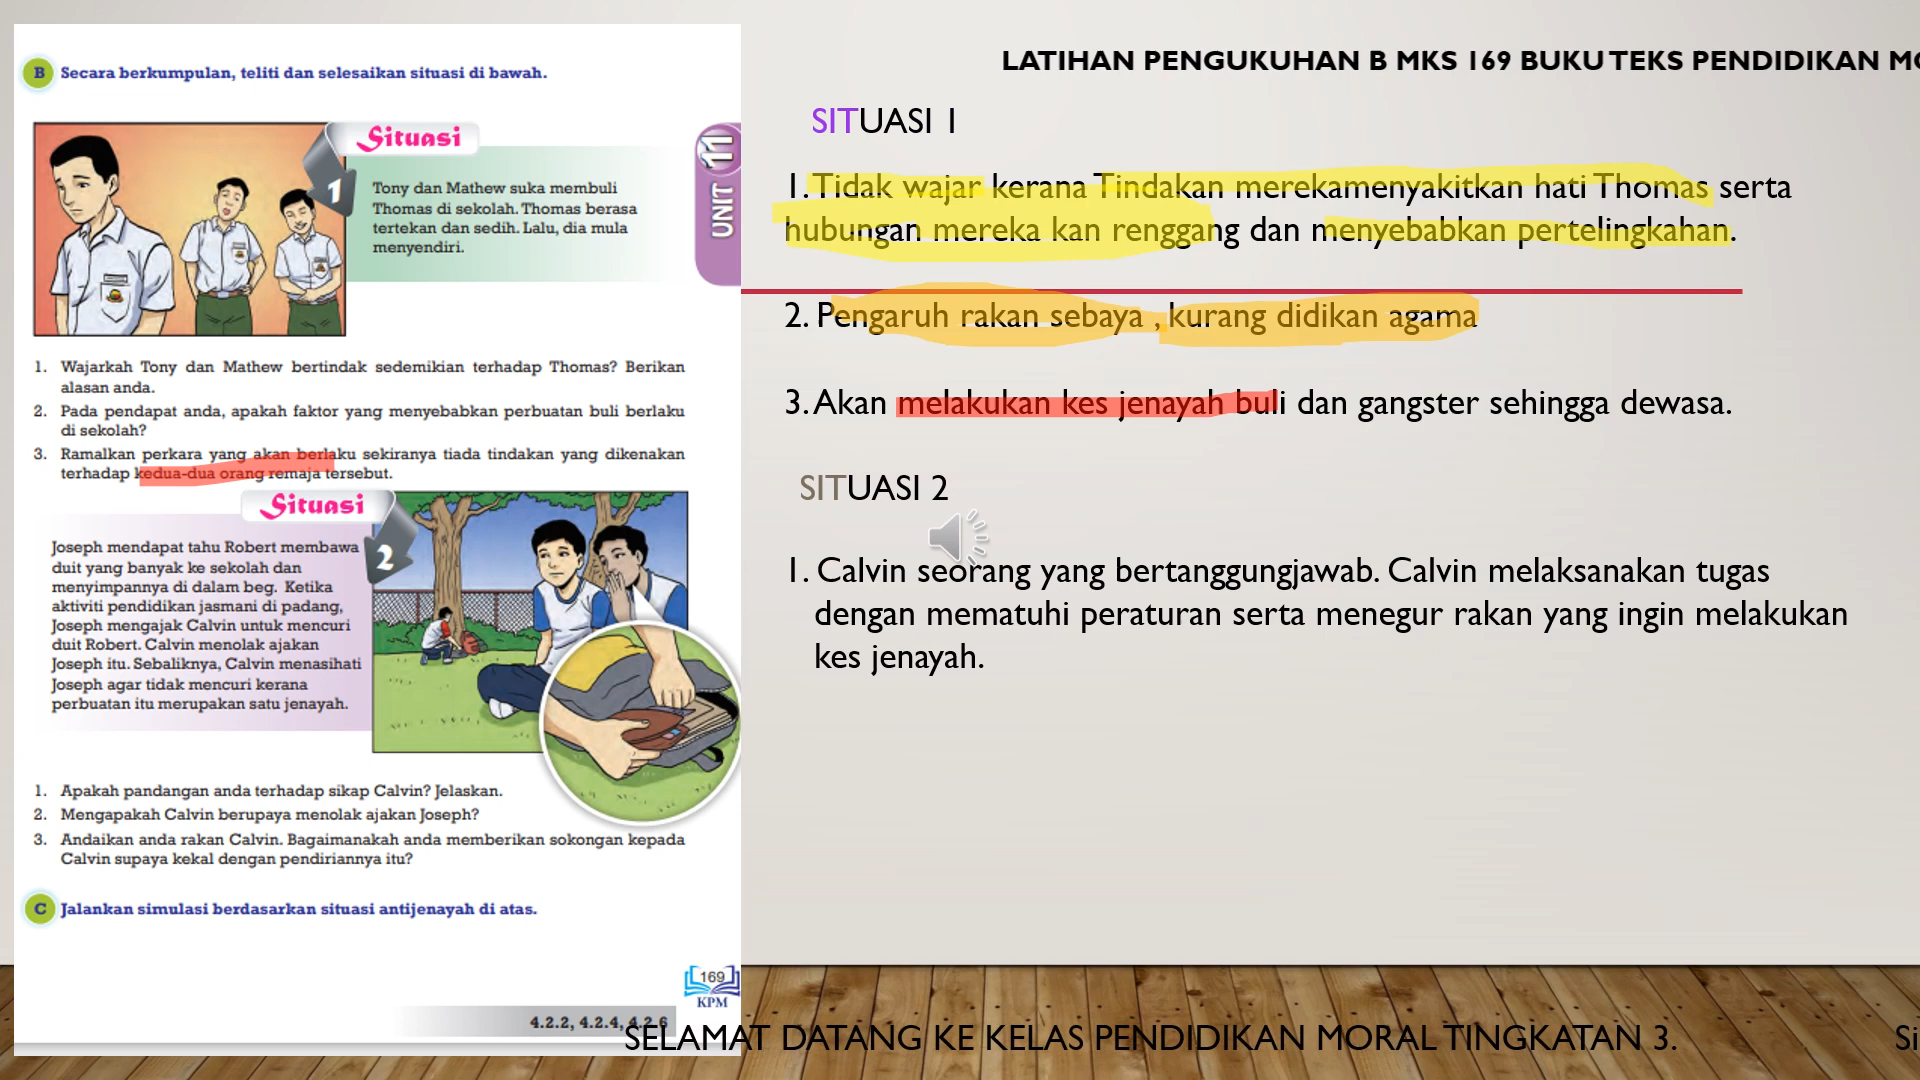 B Secara berkumpulan, teliti dan selesaikan situasi di bawah.
Situasi
1
Tony dan Mathew suka membuli
Thomas di sekolah. Thomas berasa
tertekan dan sedih. Lalu, dia mula
menyendiri.
UNIT 11
1. Wajarkah Tony dan Mathew bertindak sedemikian terhadap Thomas? Berikan
alasan anda.
2. Pada pendapat anda, apakah faktor yang menyebabkan perbuatan buli berlaku
di sekolah?
3. Ramalkan perkara yang akan berlaku sekiranya tiada tindakan yang dikenakan
terhadap kedua-dua orang remaja tersebut.
Situasi
2
Joseph mendapat tahu Robert membawa
duit yang banyak ke sekolah dan
menyimpannya di dalam beg. Ketika
aktiviti pendidikan jasmani di padang,
Joseph mengajak Calvin untuk mencuri
duit Robert. Calvin menolak ajakan
Joseph itu. Sebaliknya, Calvin menasihati
Joseph agar tidak mencuri kerana
perbuatan itu merupakan satu jenayah.
1. Apakah pandangan anda terhadap sikap Calvin? Jelaskan.
2. Mengapakah Calvin berupaya menolak ajakan Joseph?
3. Andaikan anda rakan Calvin. Bagaimanakah anda memberikan sokongan kepada
Calvin supaya kekal dengan pendiriannya itu?
C Jalankan simulasi berdasarkan situasi antijenayah di atas.
169
KPM
4.2.2, 4.2.4, 4.2.6
LATIHAN PENGUKUHAN B MKS 169 BUKU TEKS PENDIDIKAN MO
SITUASI 1
1. Tidak wajar kerana Tindakan merekamenyakitkan hati Thomas serta
hubungan mereka kan renggang dan menyebabkan pertelingkahan.
2. Pengaruh rakan sebaya , kurang didikan agama
3. Akan melakukan kes jenayah buli dan gangster sehingga dewasa.
SITUASI 2
1. Calvin seorang yang bertanggungjawab. Calvin melaksanakan tugas
dengan mematuhi peraturan serta menegur rakan yang ingin melakukan
kes jenayah.
SELAMAT DATANG KE KELAS PENDIDIKAN MORAL TINGKATAN 3. Si